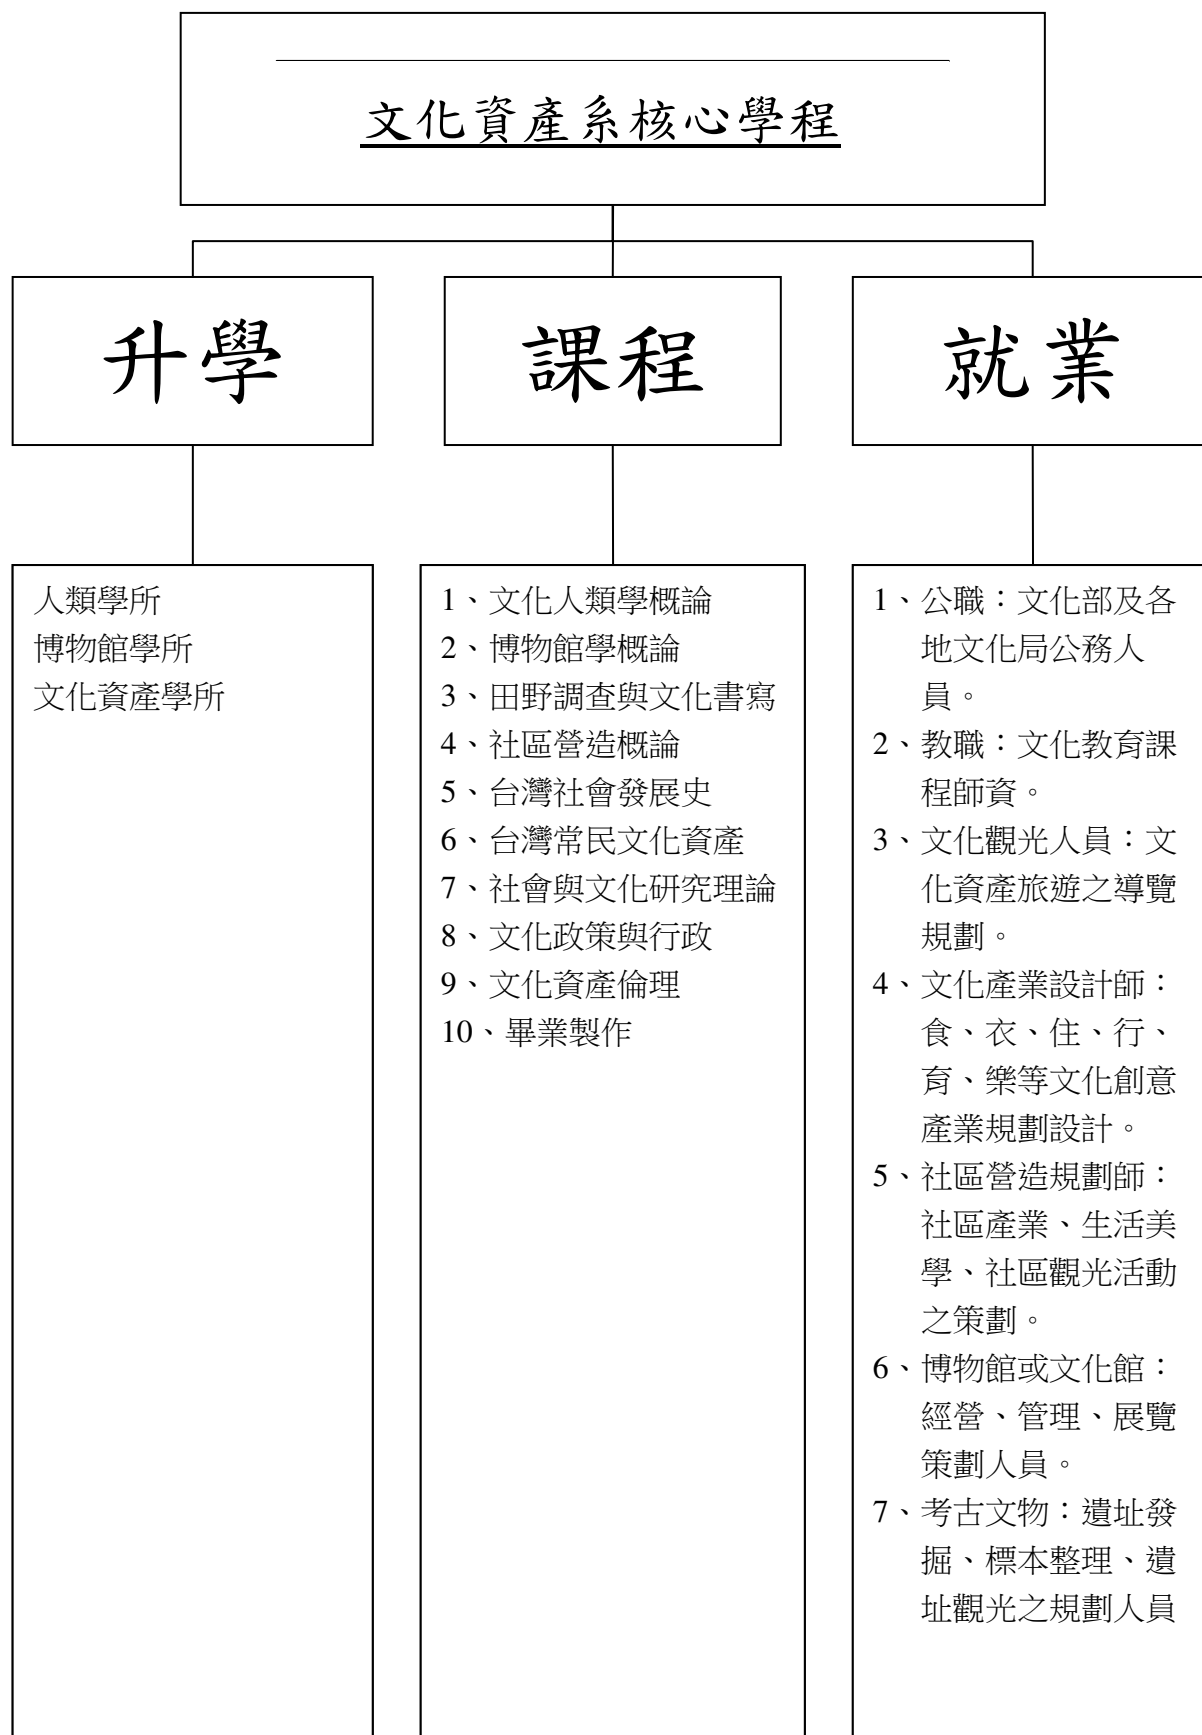 文化資產系核心學程
升學
課程
就業
人類學所
博物館學所
文化資產學所
1、文化人類學概論
2、博物館學概論
3、田野調查與文化書寫
4、社區營造概論
5、台灣社會發展史
6、台灣常民文化資產
7、社會與文化研究理論
8、文化政策與行政
9、文化資產倫理
10、畢業製作
1、公職：文化部及各
地文化局公務人
員。
2、教職：文化教育課
程師資。
3、文化觀光人員：文
化資產旅遊之導覽
規劃。
4、文化產業設計師：
食、衣、住、行、
育、樂等文化創意
產業規劃設計。
5、社區營造規劃師：
社區產業、生活美
學、社區觀光活動
之策劃。
6、博物館或文化館：
經營、管理、展覽
策劃人員。
7、考古文物：遺址發
掘、標本整理、遺
址觀光之規劃人員